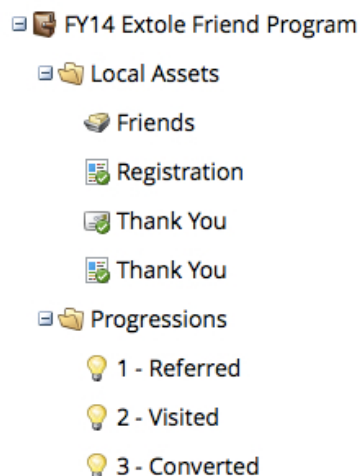 FY14 Extole Friend Program
Local Assets
Friends
Registration
Thank You
Thank You
Progressions
1 - Referred
2 - Visited
3 - Converted